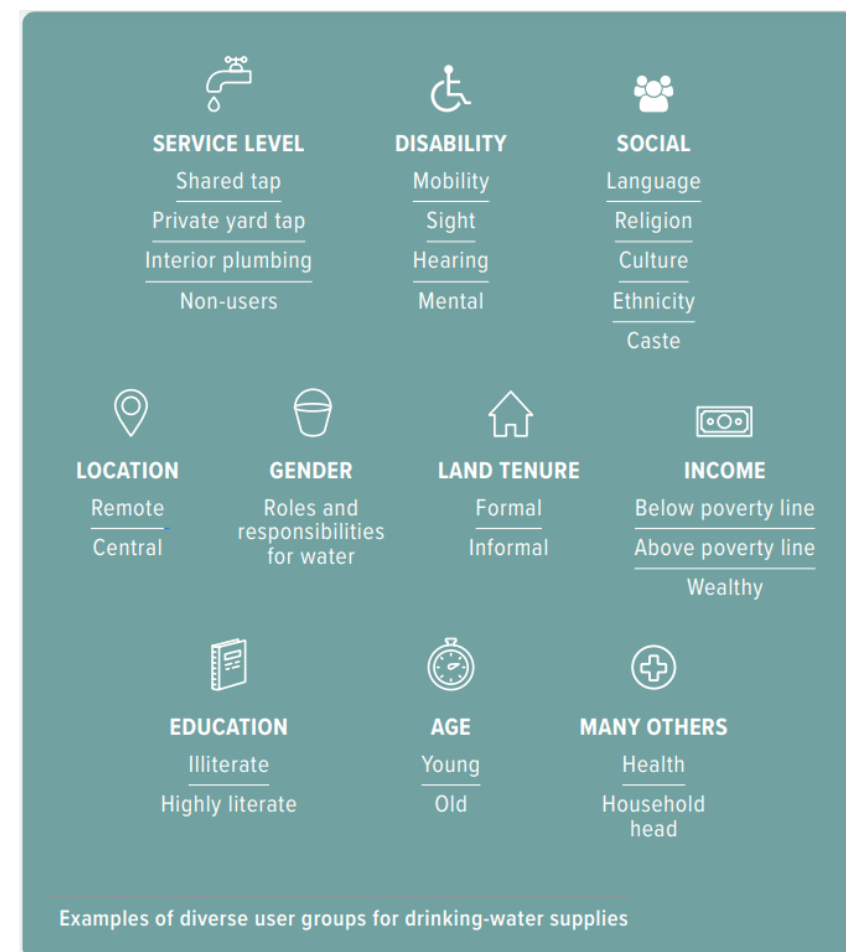 SERVICE LEVEL
Shared tap
Private yard tap
Interior plumbing
Non-users
DISABILITY
Mobility
Sight
Hearing
Mental
SOCIAL
Language
Religion
Culture
Ethnicity
Caste
LOCATION
Remote
Central
GENDER
Roles and
responsibilities
for water
LAND TENURE
Formal
Informal
INCOME
Below poverty line
Above poverty line
Wealthy
EDUCATION
Illiterate
Highly literate
AGE
Young
Old
MANY OTHERS
Health
Household
head
Examples of diverse user groups for drinking-water supplies